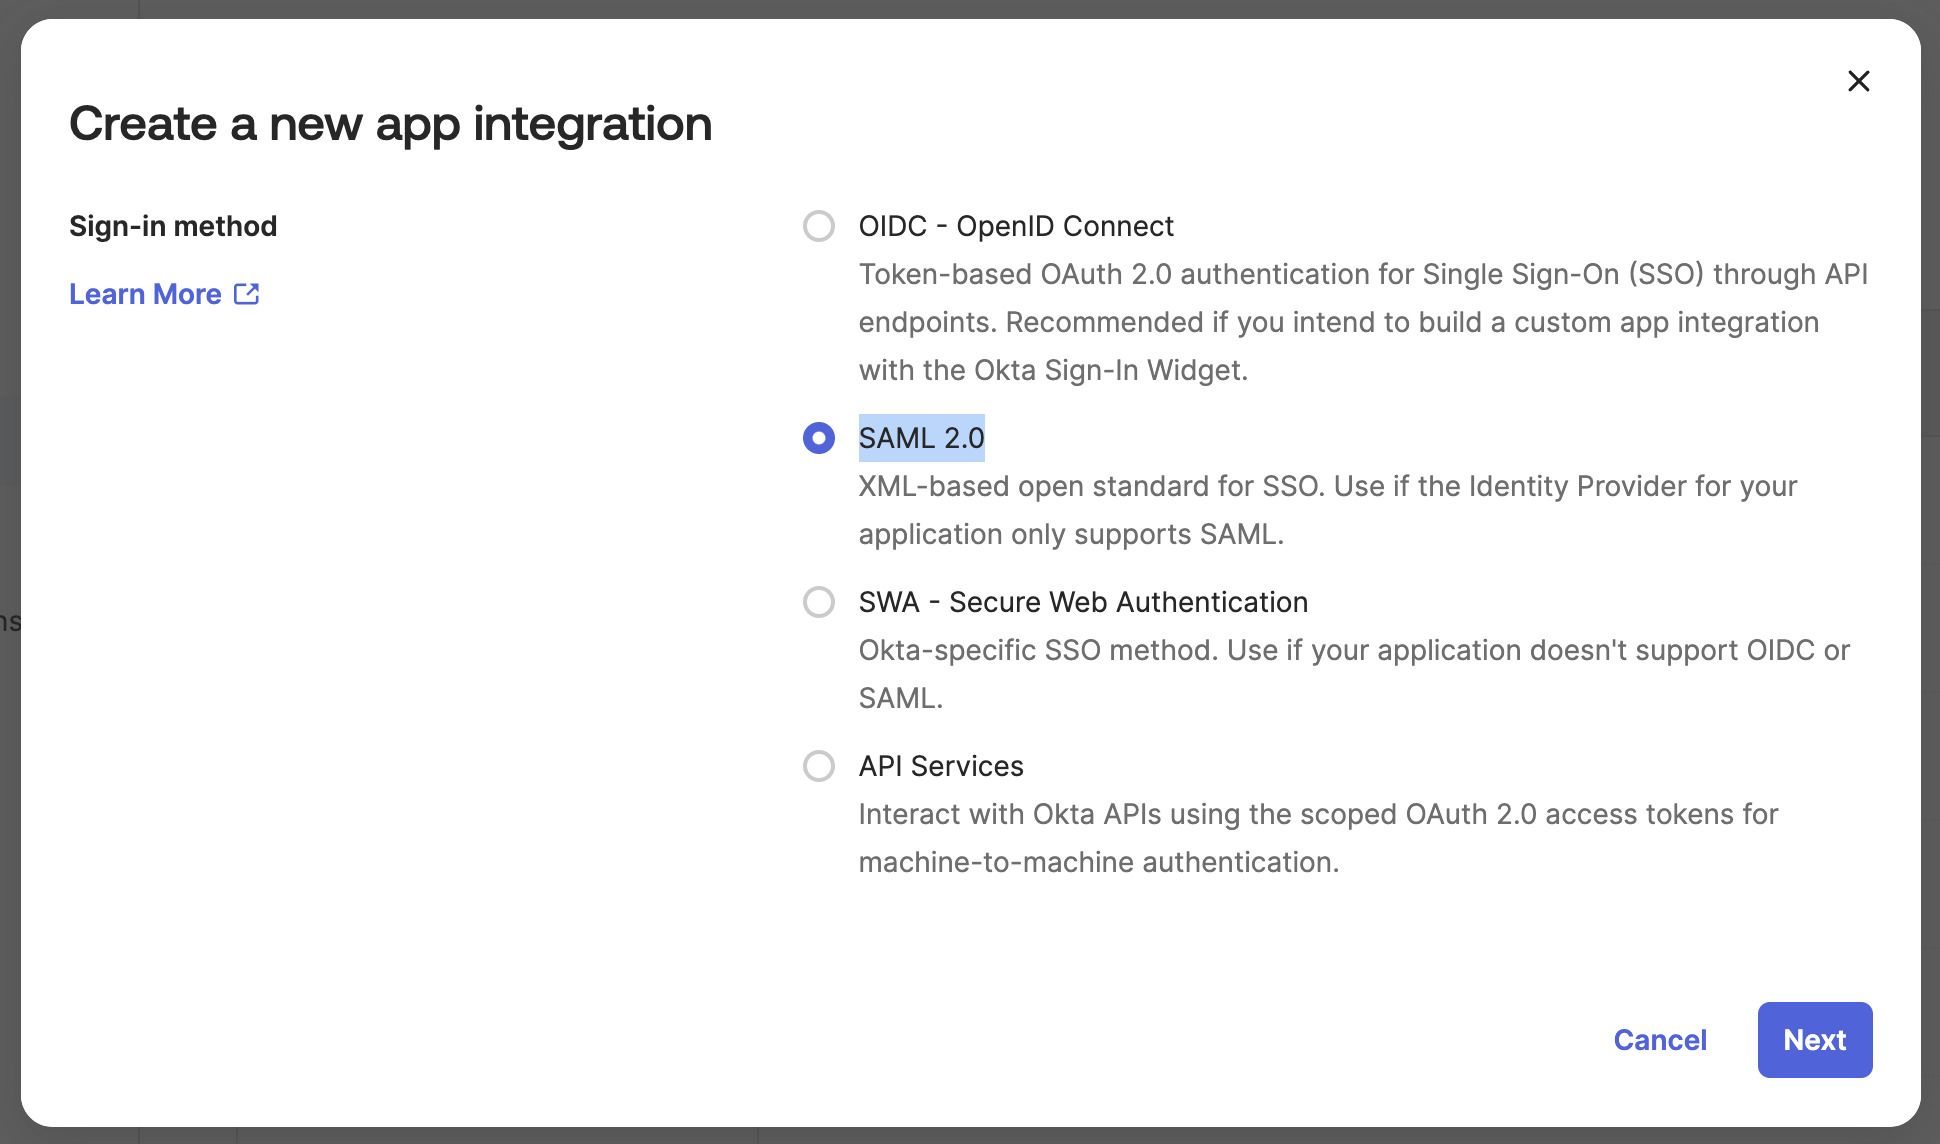 Create a new app integration
Sign-in method
Learn More
OIDC - OpenID Connect
Token-based OAuth 2.0 authentication for Single Sign-On (SSO) through API
endpoints. Recommended if you intend to build a custom app integration
with the Okta Sign-In Widget.
SAML 2.0
XML-based open standard for SSO. Use if the Identity Provider for your
application only supports SAML.
SWA - Secure Web Authentication
Okta-specific SSO method. Use if your application doesn't support OIDC or
SAML.
API Services
Interact with Okta APIs using the scoped OAuth 2.0 access tokens for
machine-to-machine authentication.
Cancel
Next